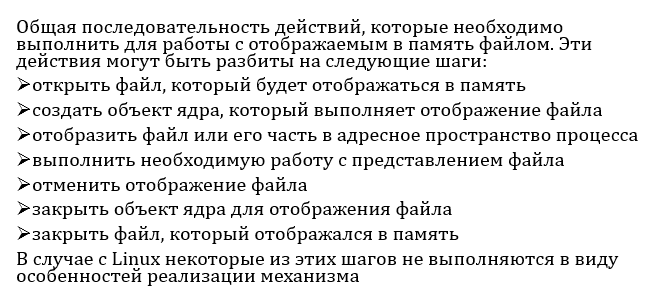 Общая последовательность действий, которые необходимо
выполнить для работы с отображаемым в память файлом. Эти
действия могут быть разбиты на следующие шаги:
➢открыть файл, который будет отображаться в память
➢создать объект ядра, который выполняет отображение файла
➢отобразить файл или его часть в адресное пространство процесса
➢выполнить необходимую работу с представлением файла
➢отменить отображение файла
➢закрыть объект ядра для отображения файла
➢закрыть файл, который отображался в память
В случае с Linux некоторые из этих шагов не выполняются в виду
особенностей реализации механизма